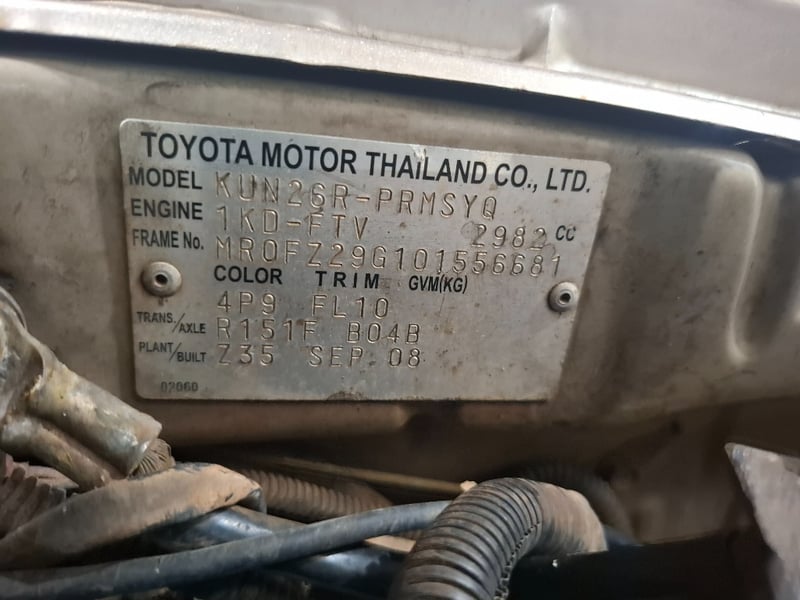 TOYOTA MOTOR THAILAND CO., LTD.
MODEL KUN26R-PRMSYQ
ENGINE 1KD-FTV 2982 CC
FRAME No. MR0FZ29G101556681
COLOR TRIM GVM(KG)
4P9 FL10
TRANS./AXLE R151F B04B
PLANT/BUILT Z35 SEP 08
02060